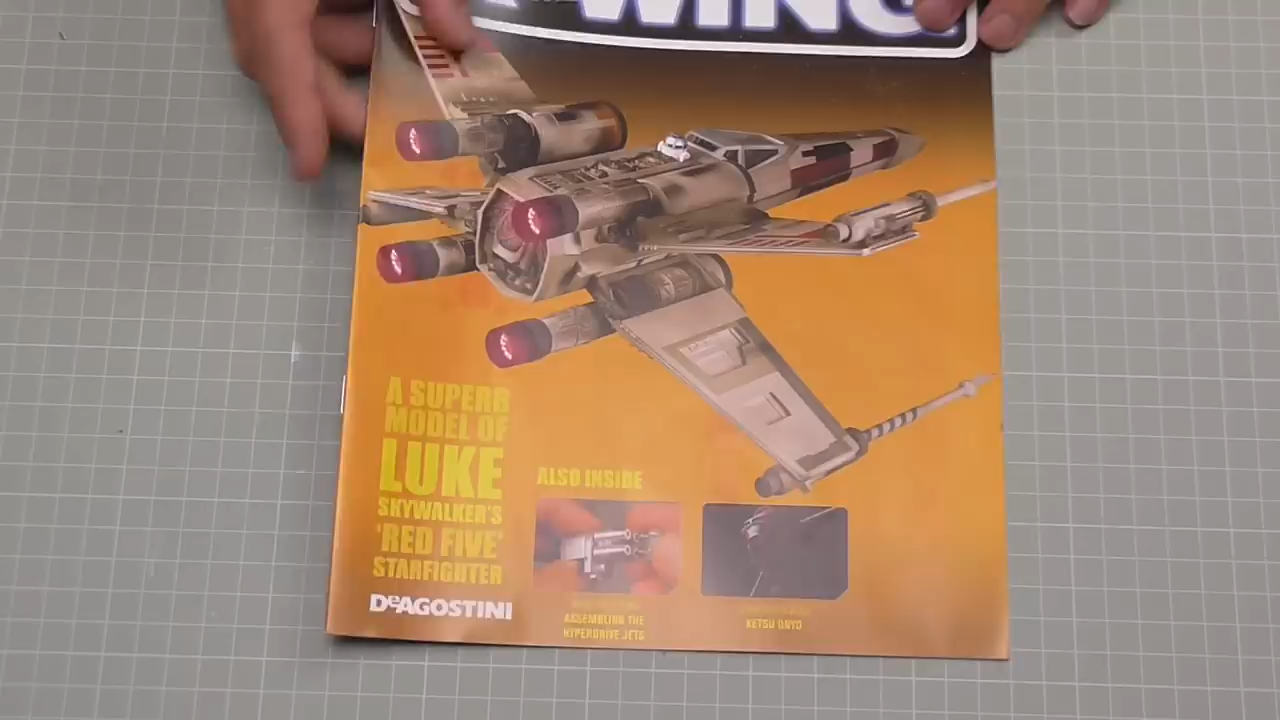 WING
A SUPERB
MODEL OF
LUKE
SKYWALKER'S
'RED FIVE'
STARFIGHTER
DeAGOSTINI
ALSO INSIDE
ASSEMBLING THE
HYPERDRIVE JETS
KETSU ONYO